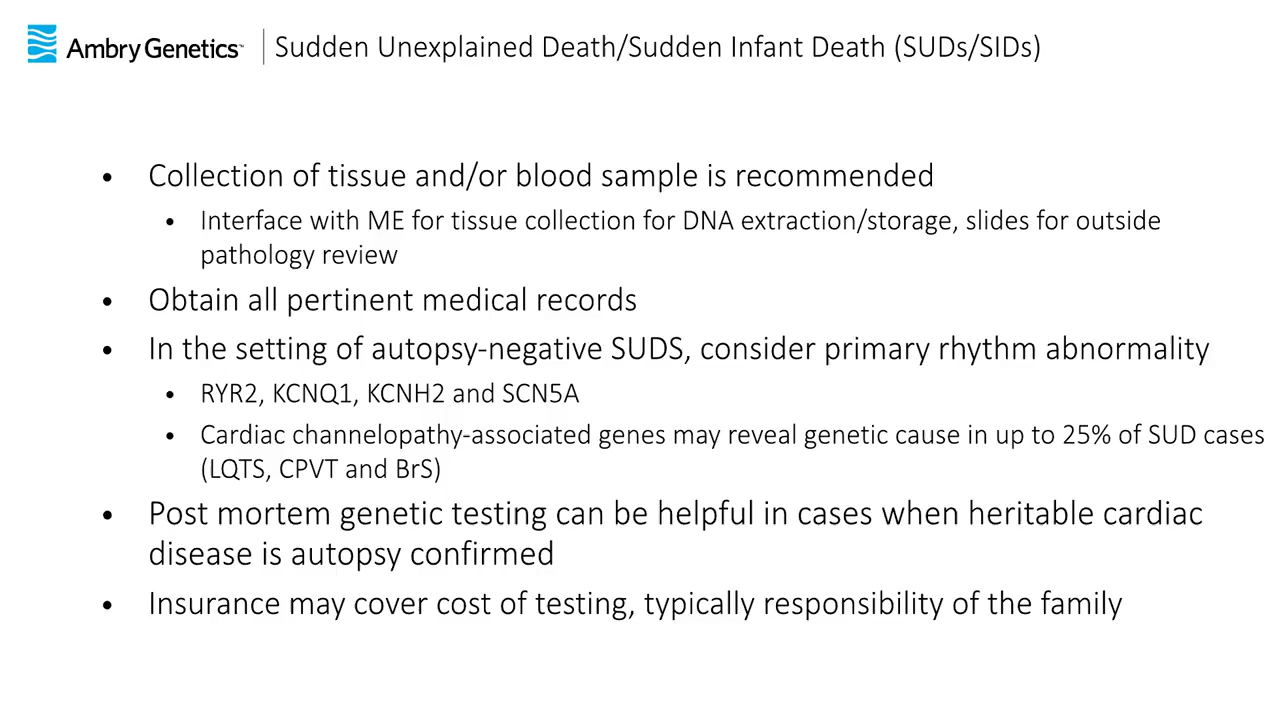 Ambry Genetics™ Sudden Unexplained Death/Sudden Infant Death (SUDs/SIDs)
• Collection of tissue and/or blood sample is recommended
• Interface with ME for tissue collection for DNA extraction/storage, slides for outside
pathology review
• Obtain all pertinent medical records
• In the setting of autopsy-negative SUDS, consider primary rhythm abnormality
• RYR2, KCNQ1, KCNH2 and SCN5A
• Cardiac channelopathy-associated genes may reveal genetic cause in up to 25% of SUD cases
(LQTS, CPVT and BrS)
• Post mortem genetic testing can be helpful in cases when heritable cardiac
disease is autopsy confirmed
• Insurance may cover cost of testing, typically responsibility of the family